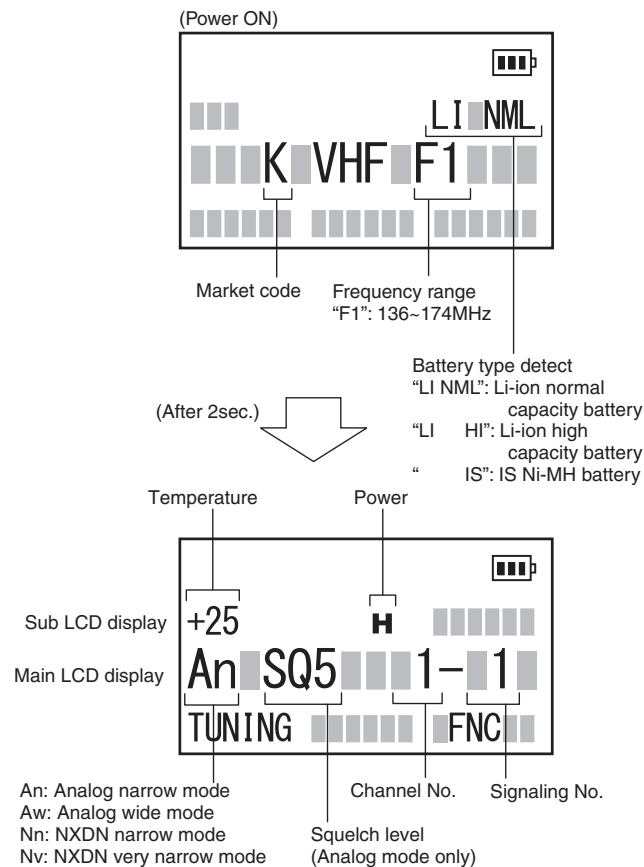 (Power ON)
LI NML
K VHF F1
Market code
Frequency range
“F1”: 136~174MHz
Battery type detect
“LI NML”: Li-ion normal
capacity battery
“LI HI”: Li-ion high
capacity battery
“ IS”: IS Ni-MH battery
(After 2sec.)
Temperature Power
Sub LCD display +25 H
Main LCD display An SQ5 1- 1
TUNING FNC
An: Analog narrow mode
Aw: Analog wide mode
Nn: NXDN narrow mode
Nv: NXDN very narrow mode
Squelch level
(Analog mode only)
Channel No. Signaling No.